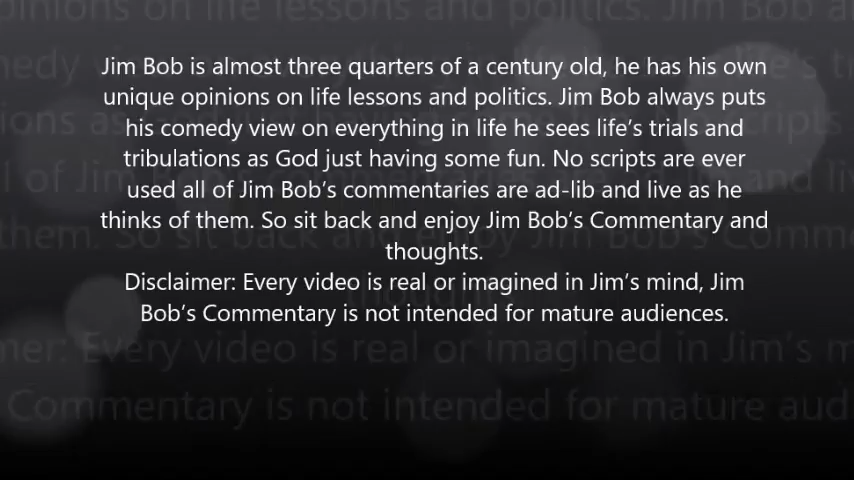 Jim Bob is almost three quarters of a century old, he has his own
unique opinions on life lessons and politics. Jim Bob always puts
his comedy view on everything in life he sees life's trials and
tribulations as God just having some fun. No scripts are ever
used all of Jim Bob's commentaries are ad-lib and live as he
thinks of them. So sit back and enjoy Jim Bob's Commentary and
thoughts.
Disclaimer: Every video is real or imagined in Jim's mind, Jim
Bob's Commentary is not intended for mature audiences.